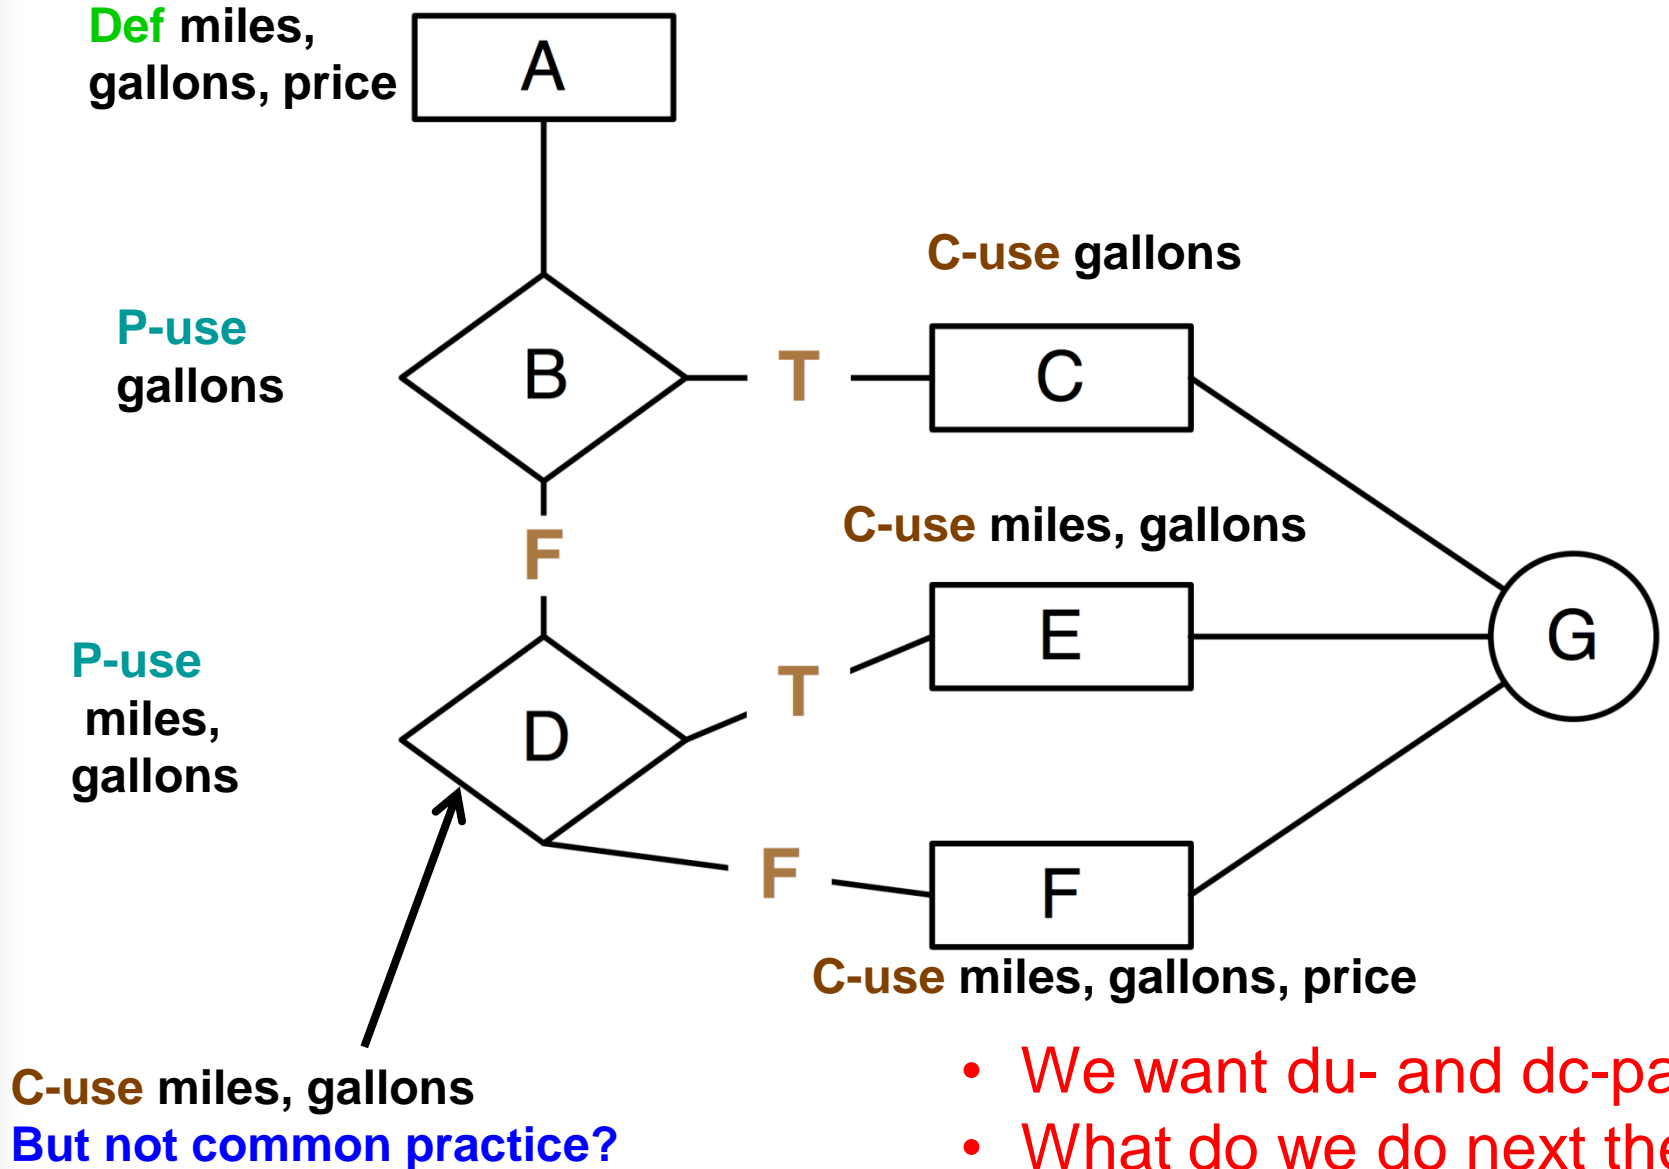 Def miles,
gallons, price
A
C-use gallons
P-use
gallons
B
T
C
F
C-use miles, gallons
E
G
P-use
miles,
gallons
D
T
F
F
C-use miles, gallons, price
C-use miles, gallons
But not common practice?
• We want du- and dc-pa
• What do we do next the